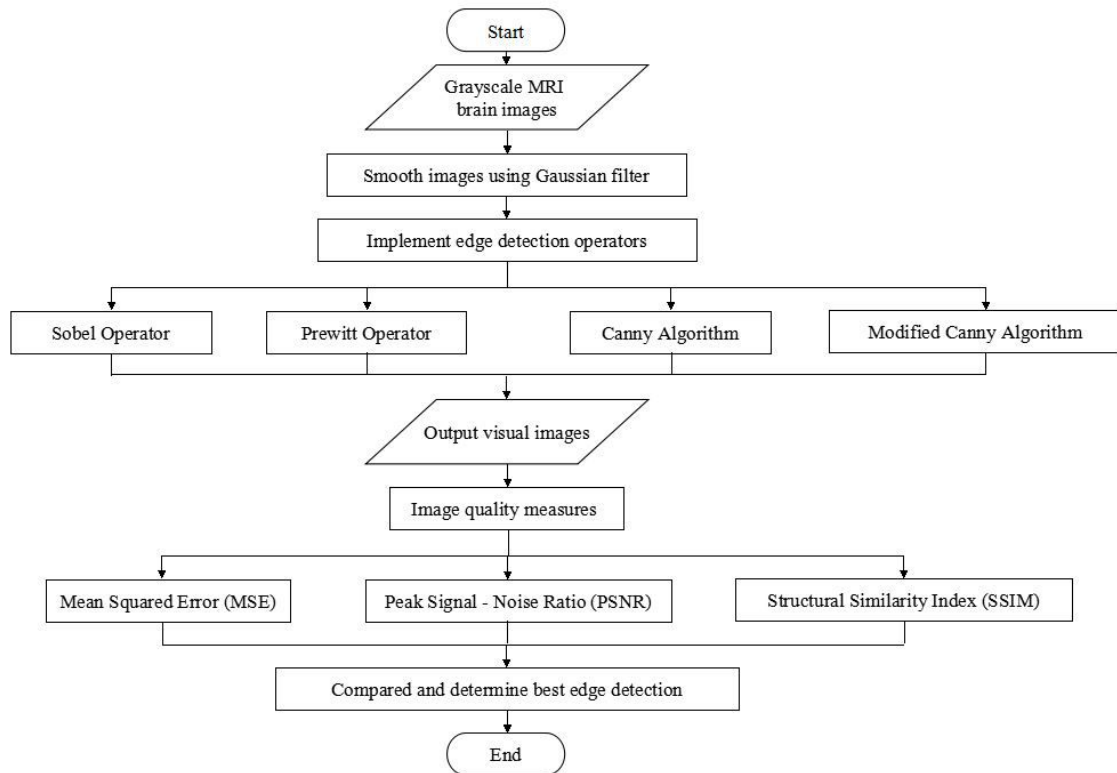 Start
Grayscale MRI
brain images
Smooth images using Gaussian filter
Implement edge detection operators
Sobel Operator
Prewitt Operator
Canny Algorithm
Modified Canny Algorithm
Output visual images
Image quality measures
Mean Squared Error (MSE)
Peak Signal - Noise Ratio (PSNR)
Structural Similarity Index (SSIM)
Compared and determine best edge detection
End